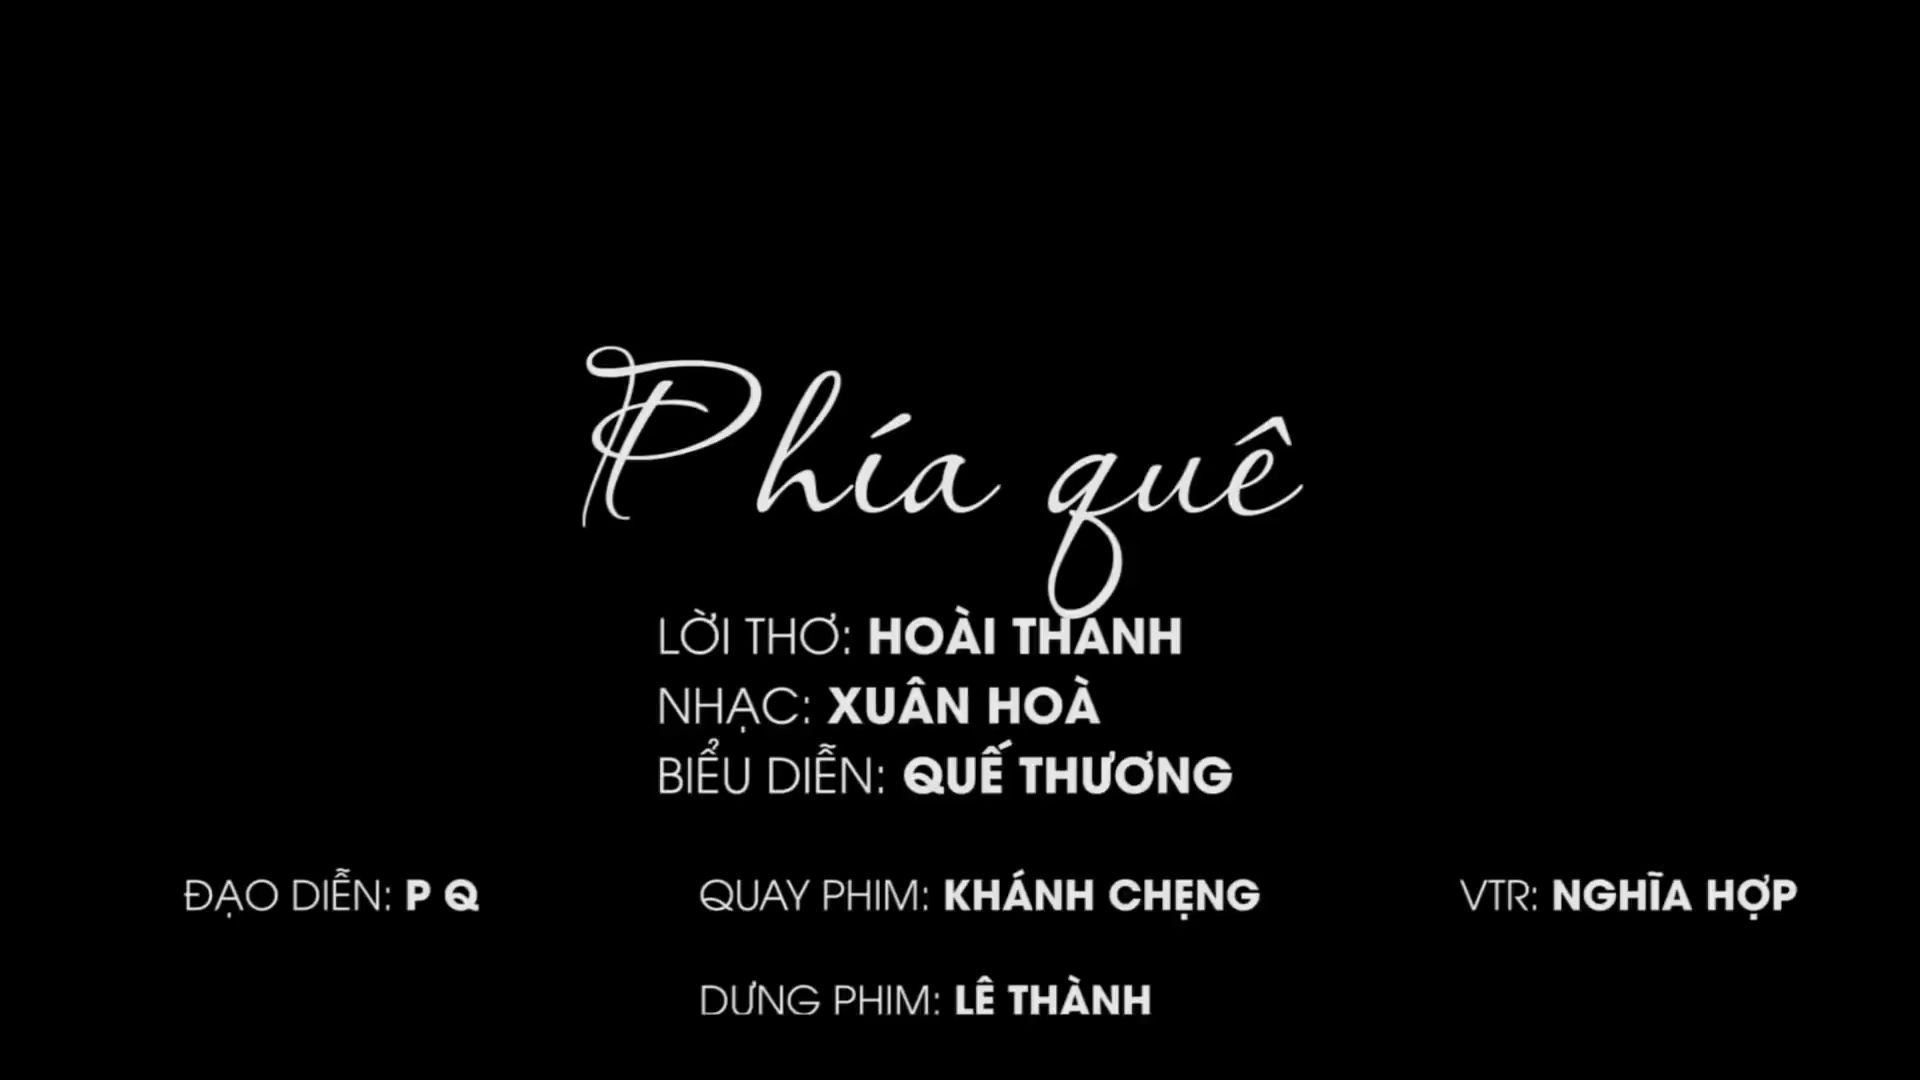 Phía quê
LỜI THƠ: HOÀI THANH
NHẠC: XUÂN HOÀ
BIỂU DIỄN: QUẾ THƯƠNG
ĐẠO DIỄN: P Q QUAY PHIM: KHÁNH CHẸNG VTR: NGHĨA HỢP
DƯNG PHIM: LÊ THÀNH